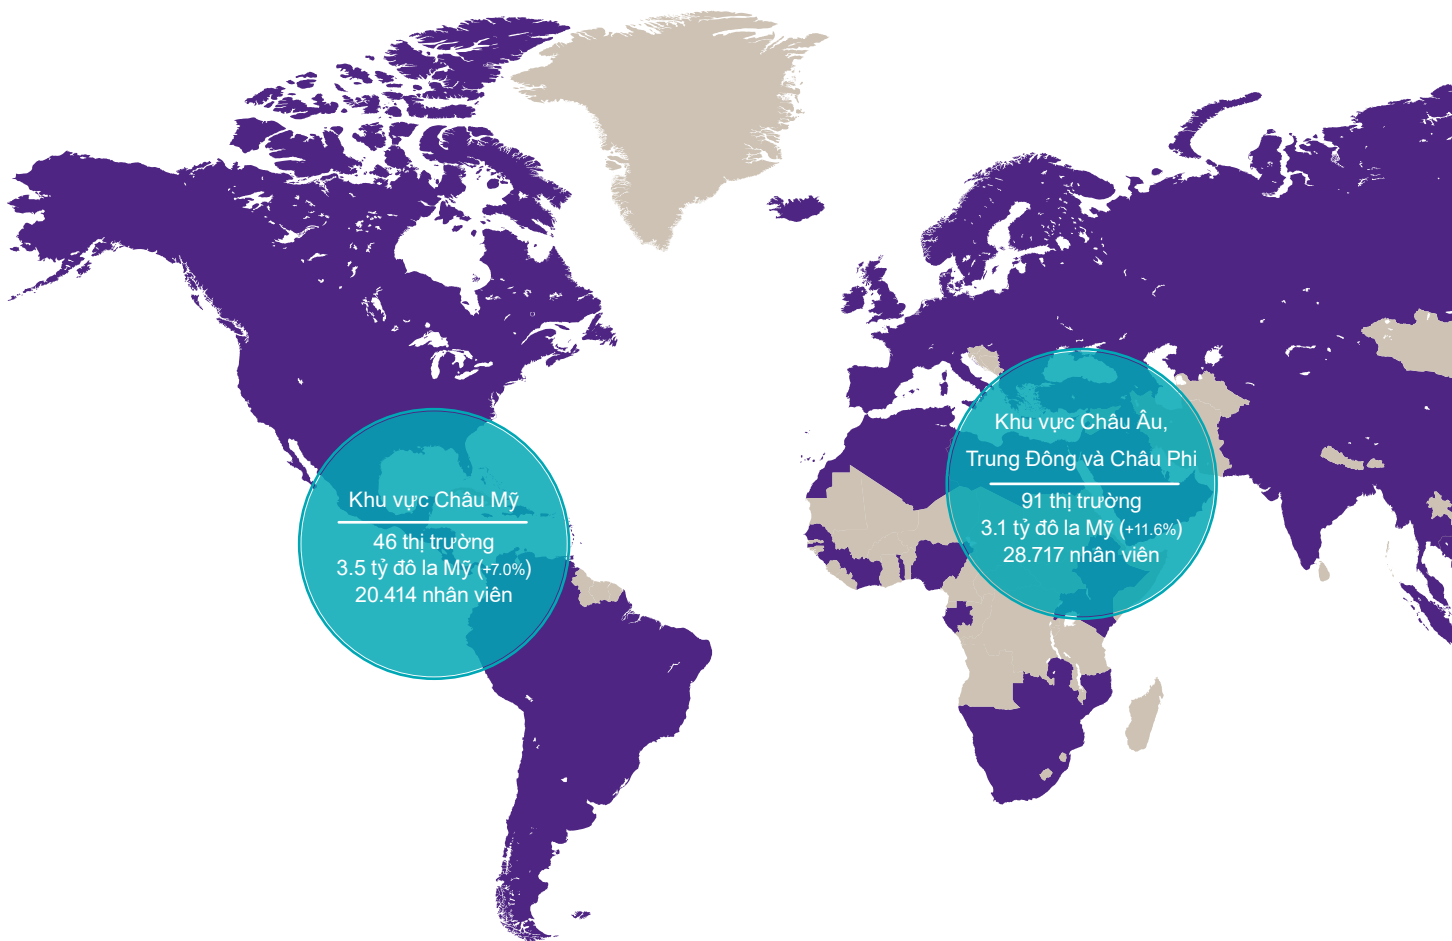 Khu vực Châu Mỹ
46 thị trường
3.5 tỷ đô la Mỹ (+7.0%)
20.414 nhân viên
Khu vực Châu Âu,
Trung Đông và Châu Phi
91 thị trường
3.1 tỷ đô la Mỹ (+11.6%)
28.717 nhân viên